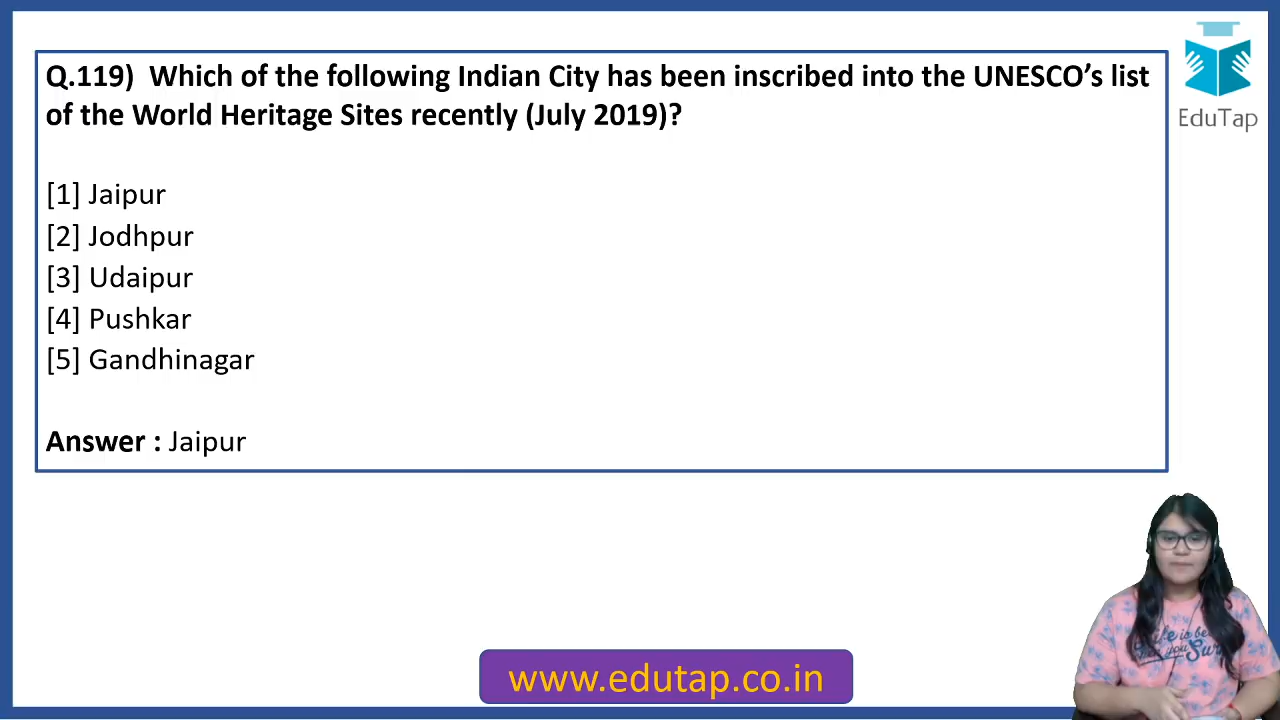 Q.119) Which of the following Indian City has been inscribed into the UNESCO’s list
of the World Heritage Sites recently (July 2019)?
[1] Jaipur
[2] Jodhpur
[3] Udaipur
[4] Pushkar
[5] Gandhinagar
Answer : Jaipur
EduTap
www.edutap.co.in